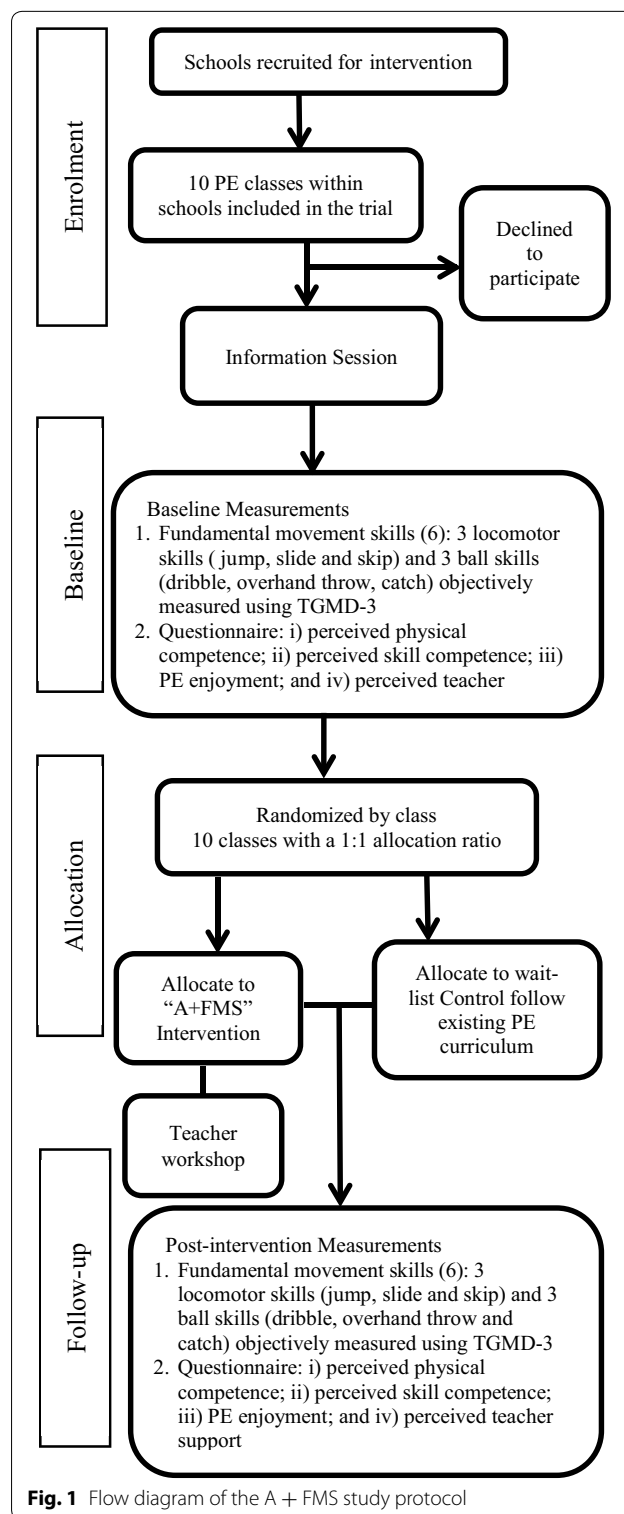 Enrolment
Schools recruited for intervention
10 PE classes within
schools included in the trial
Declined
to
participate
Information Session
Baseline
Baseline Measurements
1. Fundamental movement skills (6): 3 locomotor
skills ( jump, slide and skip) and 3 ball skills
(dribble, overhand throw, catch) objectively
measured using TGMD-3
2. Questionnaire: i) perceived physical
competence; ii) perceived skill competence; iii)
PE enjoyment; and iv) perceived teacher
Allocation
Randomized by class
10 classes with a 1:1 allocation ratio
Allocate to
“A+FMS”
Intervention
Allocate to wait-
list Control follow
existing PE
curriculum
Teacher
workshop
Follow-up
Post-intervention Measurements
1. Fundamental movement skills (6): 3
locomotor skills (jump, slide and skip) and 3
ball skills (dribble, overhand throw and
catch) objectively measured using TGMD-3
2. Questionnaire: i) perceived physical
competence; ii) perceived skill competence;
iii) PE enjoyment; and iv) perceived teacher
support
Fig. 1 Flow diagram of the A + FMS study protocol